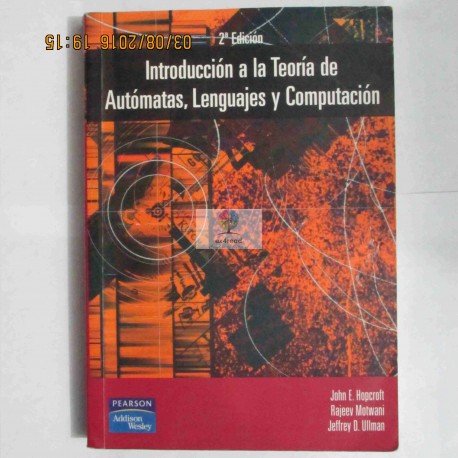 03/08/2016 19:15
2ª Edición
Introducción a la Teoría de
Autómatas, Lenguajes y Computación
John E. Hopcroft
Rajeev Motwani
Jeffrey D. Ullman
PEARSON
Addison
Wesley